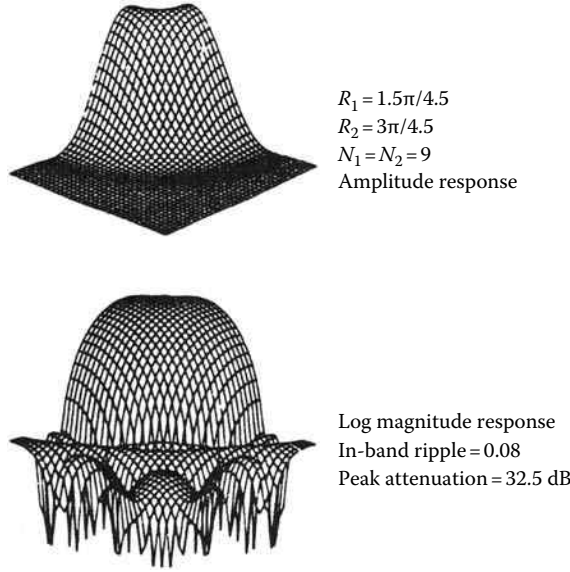 R₁ = 1.5π/4.5
R₂ = 3π/4.5
N₁ = N₂ = 9
Amplitude response
Log magnitude response
In-band ripple = 0.08
Peak attenuation = 32.5 dB